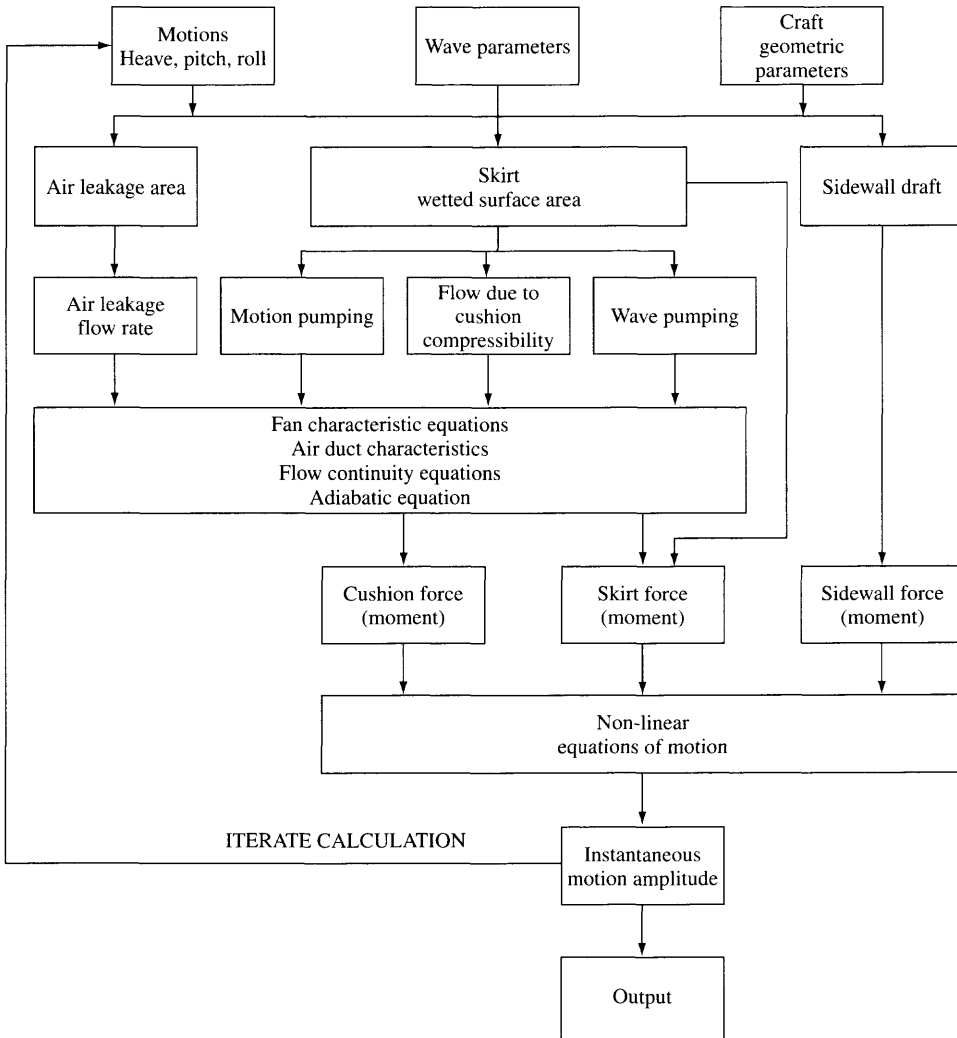 Motions
Heave, pitch, roll
Wave parameters
Craft
geometric
parameters
Air leakage area
Skirt
wetted surface area
Sidewall draft
Air leakage
flow rate
Motion pumping
Flow due to
cushion
compressibility
Wave pumping
Fan characteristic equations
Air duct characteristics
Flow continuity equations
Adiabatic equation
Cushion force
(moment)
Skirt force
(moment)
Sidewall force
(moment)
Non-linear
equations of motion
ITERATE CALCULATION
Instantaneous
motion amplitude
Output